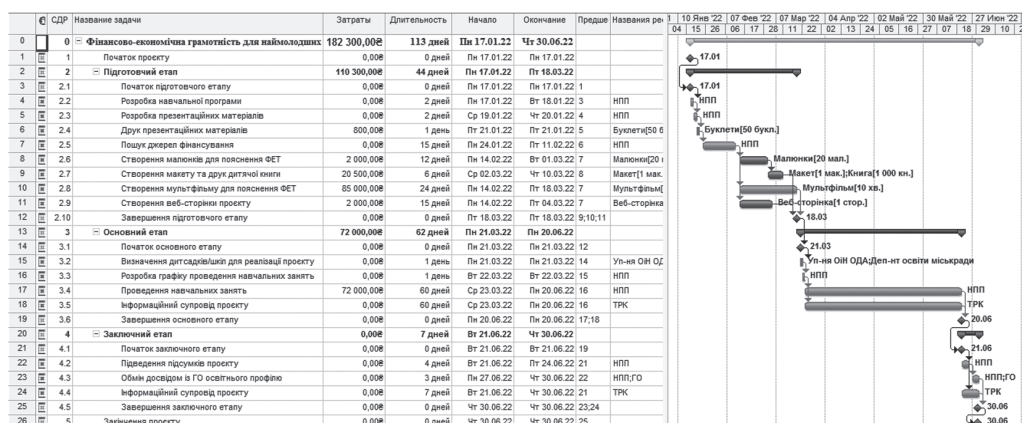 СДР Название задачи Затраты Длительность Начало Окончание Предше Названия рес
0 0 Фінансово-економічна грамотність для наймолодших 182 300,00₴ 113 дней Пн 17.01.22 Чт 30.06.22
1 1 Початок проєкту 0,00₴ 0 дней Пн 17.01.22 Пн 17.01.22
2 2 Підготовчий етап 110 300,00₴ 44 дней Пн 17.01.22 Пт 18.03.22
3 2.1 Початок підготовчого етапу 0,00₴ 0 дней Пн 17.01.22 Пн 17.01.22 1
4 2.2 Розробка навчальної програми 0,00₴ 2 дней Пн 17.01.22 Вт 18.01.22 3 НПП
5 2.3 Розробка презентаційних матеріалів 0,00₴ 2 дней Ср 19.01.22 Чт 20.01.22 4 НПП
6 2.4 Друк презентаційних матеріалів 800,00₴ 1 день Пт 21.01.22 Пт 21.01.22 5 Буклети[50 б
7 2.5 Пошук джерел фінансування 0,00₴ 15 дней Пн 24.01.22 Пт 11.02.22 6 НПП
8 2.6 Створення малюнків для пояснення ФЕТ 2 000,00₴ 12 дней Пн 14.02.22 Вт 01.03.22 7 Малюнки[20 м
9 2.7 Створення макету та друк дитячої книги 20 500,00₴ 6 дней Ср 02.03.22 Чт 10.03.22 8 Макет[1 мак.
10 2.8 Створення мультфільму для пояснення ФЕТ 85 000,00₴ 24 дней Пн 14.02.22 Пт 18.03.22 7 Мультфільм[
11 2.9 Створення веб-сторінки проєкту 2 000,00₴ 15 дней Пн 14.02.22 Пт 04.03.22 7 Веб-сторінка
12 2.10 Завершення підготовчого етапу 0,00₴ 0 дней Пт 18.03.22 Пт 18.03.22 9;10;11
13 3 Основний етап 72 000,00₴ 62 дней Пн 21.03.22 Пн 20.06.22
14 3.1 Початок основного етапу 0,00₴ 0 дней Пн 21.03.22 Пн 21.03.22 12
15 3.2 Визначення дитсадків/шкіл для реалізації проєкту 0,00₴ 1 день Пн 21.03.22 Пн 21.03.22 14 Уп-ня ОіН ОД
16 3.3 Розробка графіку проведення навчальних занять 0,00₴ 1 день Вт 22.03.22 Вт 22.03.22 15 НПП
17 3.4 Проведення навчальних занять 72 000,00₴ 60 дней Ср 23.03.22 Пн 20.06.22 16 НПП
18 3.5 Інформаційний супровід проєкту 0,00₴ 60 дней Ср 23.03.22 Пн 20.06.22 16 ТРК
19 3.6 Завершення основного етапу 0,00₴ 0 дней Пн 20.06.22 Пн 20.06.22 17;18
20 4 Заключний етап 0,00₴ 7 дней Вт 21.06.22 Чт 30.06.22
21 4.1 Початок заключного етапу 0,00₴ 0 дней Вт 21.06.22 Вт 21.06.22 19
22 4.2 Підведення підсумків проєкту 0,00₴ 4 дней Вт 21.06.22 Пт 24.06.22 21 НПП
23 4.3 Обмін досвідом із ГО освітнього профілю 0,00₴ 3 дней Пн 27.06.22 Чт 30.06.22 22 НПП;ГО
24 4.4 Інформаційний супровід проєкту 0,00₴ 7 дней Вт 21.06.22 Чт 30.06.22 21 ТРК
25 4.5 Завершення заключного етапу 0,00₴ 0 дней Чт 30.06.22 Чт 30.06.22 23;24
26 5 Закінчення проєкту 0,00₴ 0 дней Чт 30.06.22 Чт 30.06.22 25
1 10 Янв '22 07 Фев '22 07 Мар '22 04 Апр '22 02 Май '22 30 Май '22 27 Июн '22
04 15 26 06 17 28 11 22 02 13 24 05 16 27 07 18 29 10 2
17.01
17.01
НПП
НПП
Буклети[50 букл.]
НПП
Малюнки[20 мал.]
Макет[1 мак.];Книга[1 000 кн.]
Мультфільм[10 хв.]
Веб-сторінка[1 стор.]
18.03
21.03
Уп-ня ОіН ОДА;Деп-нт освіти міськради
НПП
НПП
ТРК
20.06
21.06
НПП
НПП;ГО
ТРК
30.06
30.06